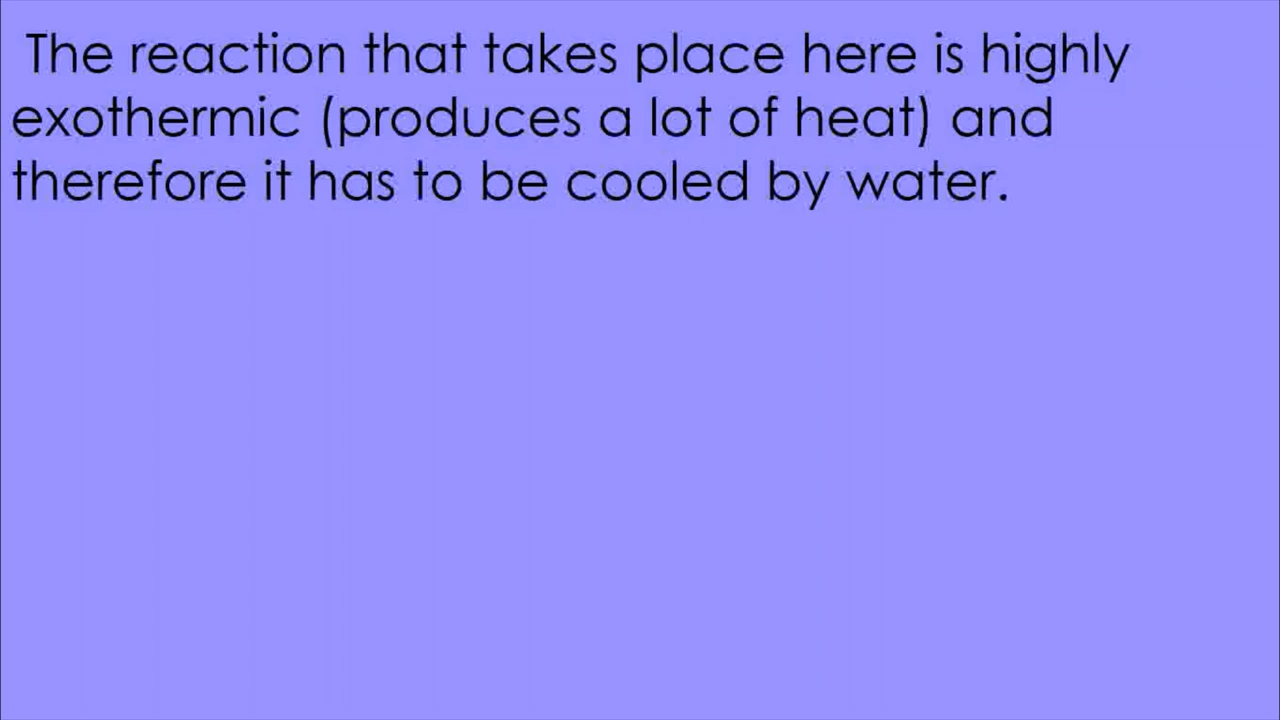 The reaction that takes place here is highly
exothermic (produces a lot of heat) and
therefore it has to be cooled by water.